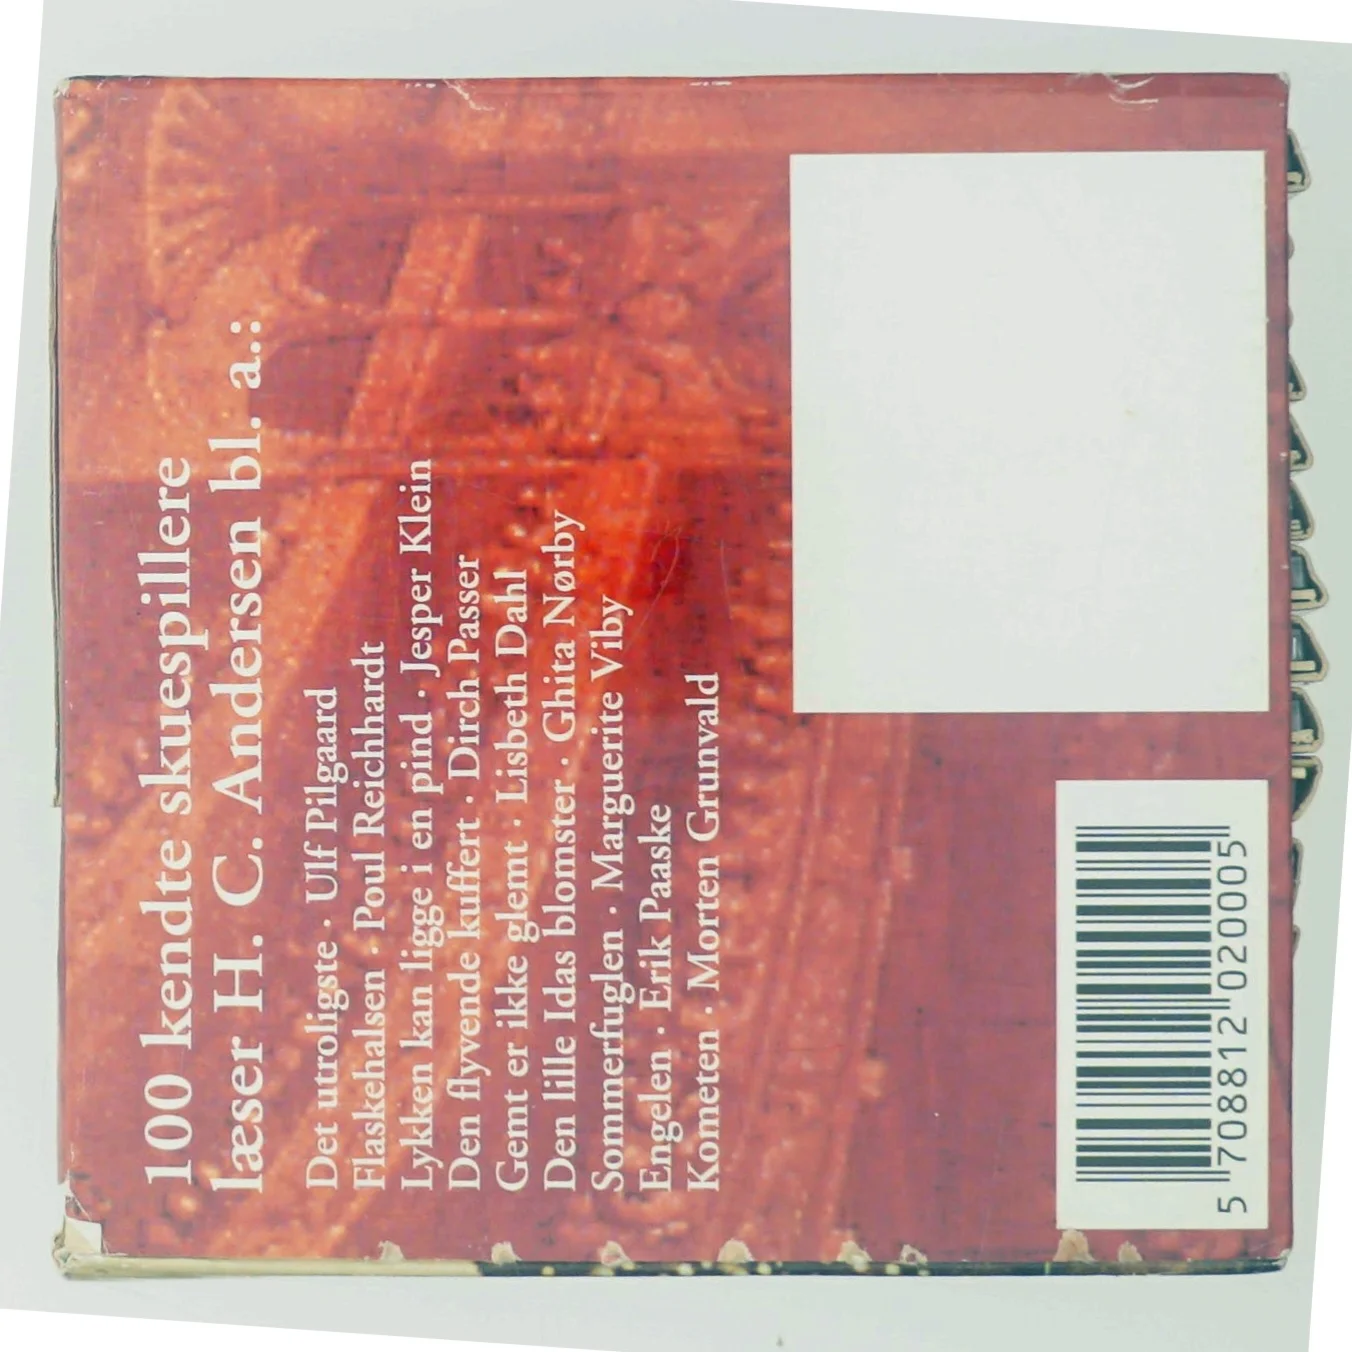 100 kendte skuespillere
læser H. C. Andersen bl. a.:
Det utroligste · Ulf Pilgaard
Flaskehalsen · Poul Reichhardt
Lykken kan ligge i en pind · Jesper Klein
Den flyvende kuffert · Dirch Passer
Gemt er ikke glemt · Lisbeth Dahl
Den lille Idas blomster · Ghita Nørby
Sommerfuglen · Marguerite Viby
Engelen · Erik Paaske
Kometen · Morten Grunvald
5 708812 020005